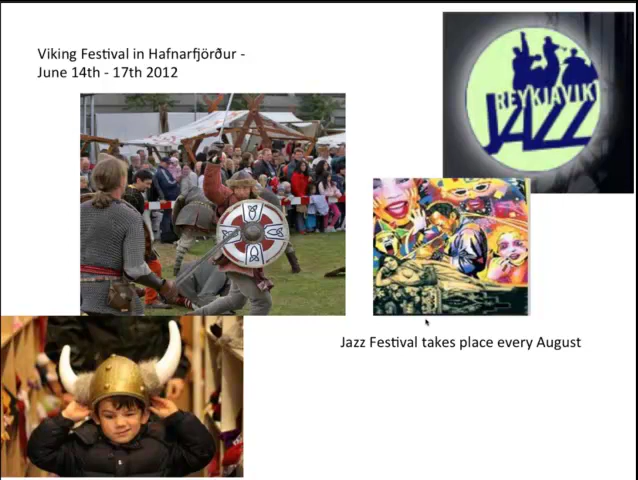 Viking Festival in Hafnarfjörður -
June 14th - 17th 2012
REYKJAVIK
JAZZ
Jazz Festival takes place every August